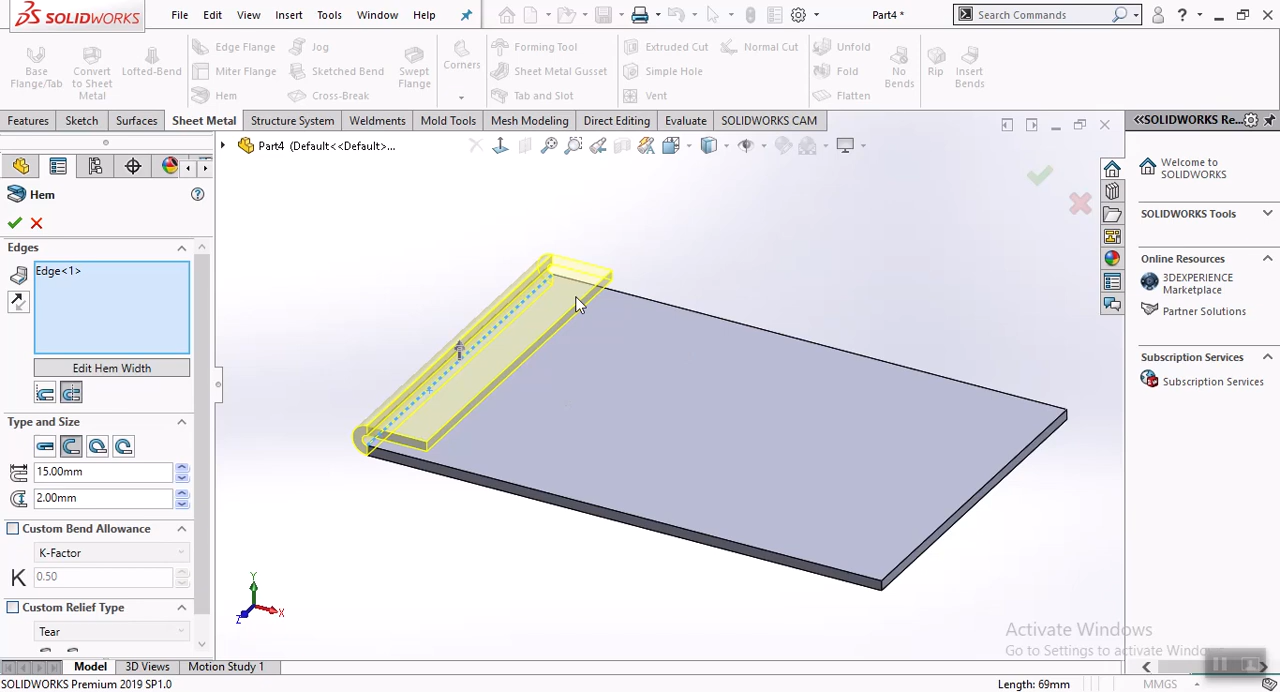 SOLIDWORKS
File Edit View Insert Tools Window Help
Part4 *
Search Commands
Base Flange/Tab
Convert to Sheet Metal
Lofted-Bend
Edge Flange
Miter Flange
Hem
Jog
Sketched Bend
Cross-Break
Swept Flange
Corners
Forming Tool
Sheet Metal Gusset
Tab and Slot
Extruded Cut
Simple Hole
Vent
Normal Cut
Unfold
Fold
Flatten
No Bends
Rip
Insert Bends
Features Sketch Surfaces Sheet Metal Structure System Weldments Mold Tools Mesh Modeling Direct Editing Evaluate SOLIDWORKS CAM
Part4 (Default<<Default>...
Hem
Edges
Edge<1>
Edit Hem Width
Type and Size
15.00mm
2.00mm
Custom Bend Allowance
K-Factor
K
0.50
Custom Relief Type
Tear
Y
X
Z
<<SOLIDWORKS Re...
Welcome to
SOLIDWORKS
SOLIDWORKS Tools
Online Resources
3DEXPERIENCE
Marketplace
Partner Solutions
Subscription Services
Subscription Services
Activate Windows
Go to Settings to activate
Model 3D Views Motion Study 1
SOLIDWORKS Premium 2019 SP1.0
Length: 69mm
MMGS